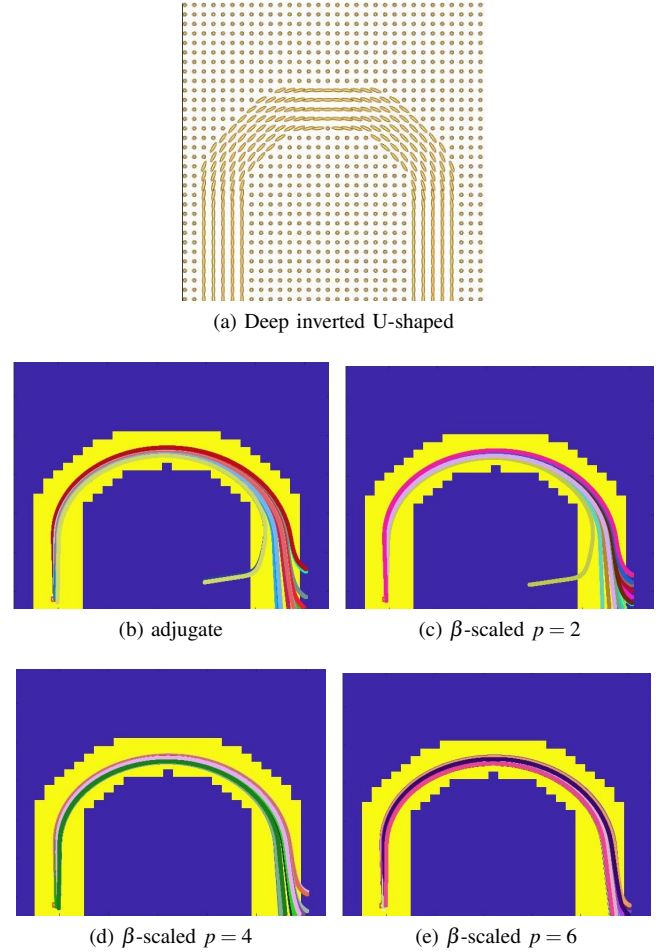 (a) Deep inverted U-shaped
(b) adjugate
(c) β-scaled p = 2
(d) β-scaled p = 4
(e) β-scaled p = 6